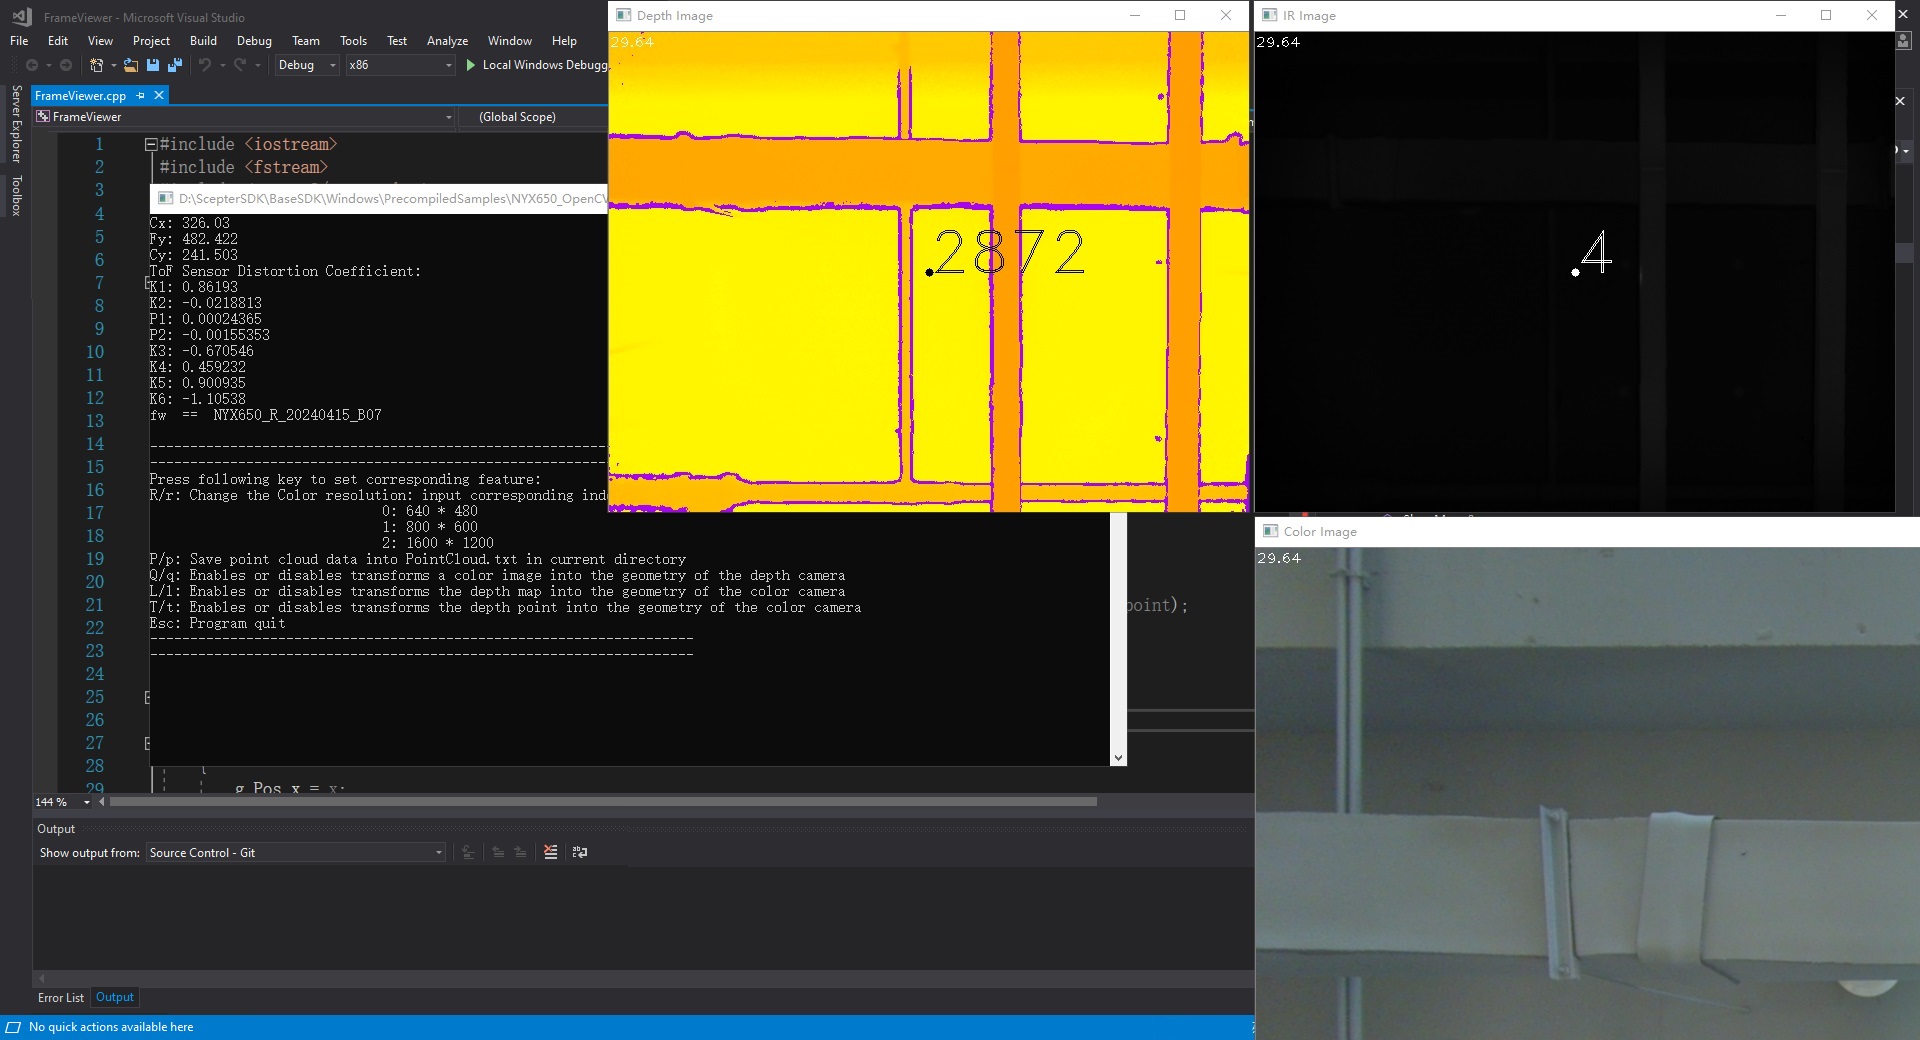 FrameViewer - Microsoft Visual Studio
File Edit View Project Build Debug Team Tools Test Analyze Window Help
Debug x86 Local Windows Debugg
Server Explorer
Toolbox
FrameViewer.cpp
FrameViewer (Global Scope)
1 #include <iostream>
2 #include <fstream>
3
4
5
6
7
8
9
10
11
12
13
14
15
16
17
18
19
20
21
22
23
24
25
26
27
28
29 g_Pos.x = x;
point);
D:\ScepterSDK\BaseSDK\Windows\PrecompiledSamples\NYX650_OpenCV
Cx: 326.03
Fy: 482.422
Cy: 241.503
ToF Sensor Distortion Coefficient:
K1: 0.86193
K2: -0.0218813
P1: 0.00024365
P2: -0.00155353
K3: -0.670546
K4: 0.459232
K5: 0.900935
K6: -1.10538
fw == NYX650_R_20240415_B07
--------------------------------------------------------------------
--------------------------------------------------------------------
Press following key to set corresponding feature:
R/r: Change the Color resolution: input corresponding ind
0: 640 * 480
1: 800 * 600
2: 1600 * 1200
P/p: Save point cloud data into PointCloud.txt in current directory
Q/q: Enables or disables transforms a color image into the geometry of the depth camera
L/l: Enables or disables transforms the depth map into the geometry of the color camera
T/t: Enables or disables transforms the depth point into the geometry of the color camera
Esc: Program quit
--------------------------------------------------------------------
--------------------------------------------------------------------
144 %
Output
Show output from: Source Control - Git
Error List Output
No quick actions available here
Depth Image
29.64
2872
IR Image
29.64
4
Color Image
29.64